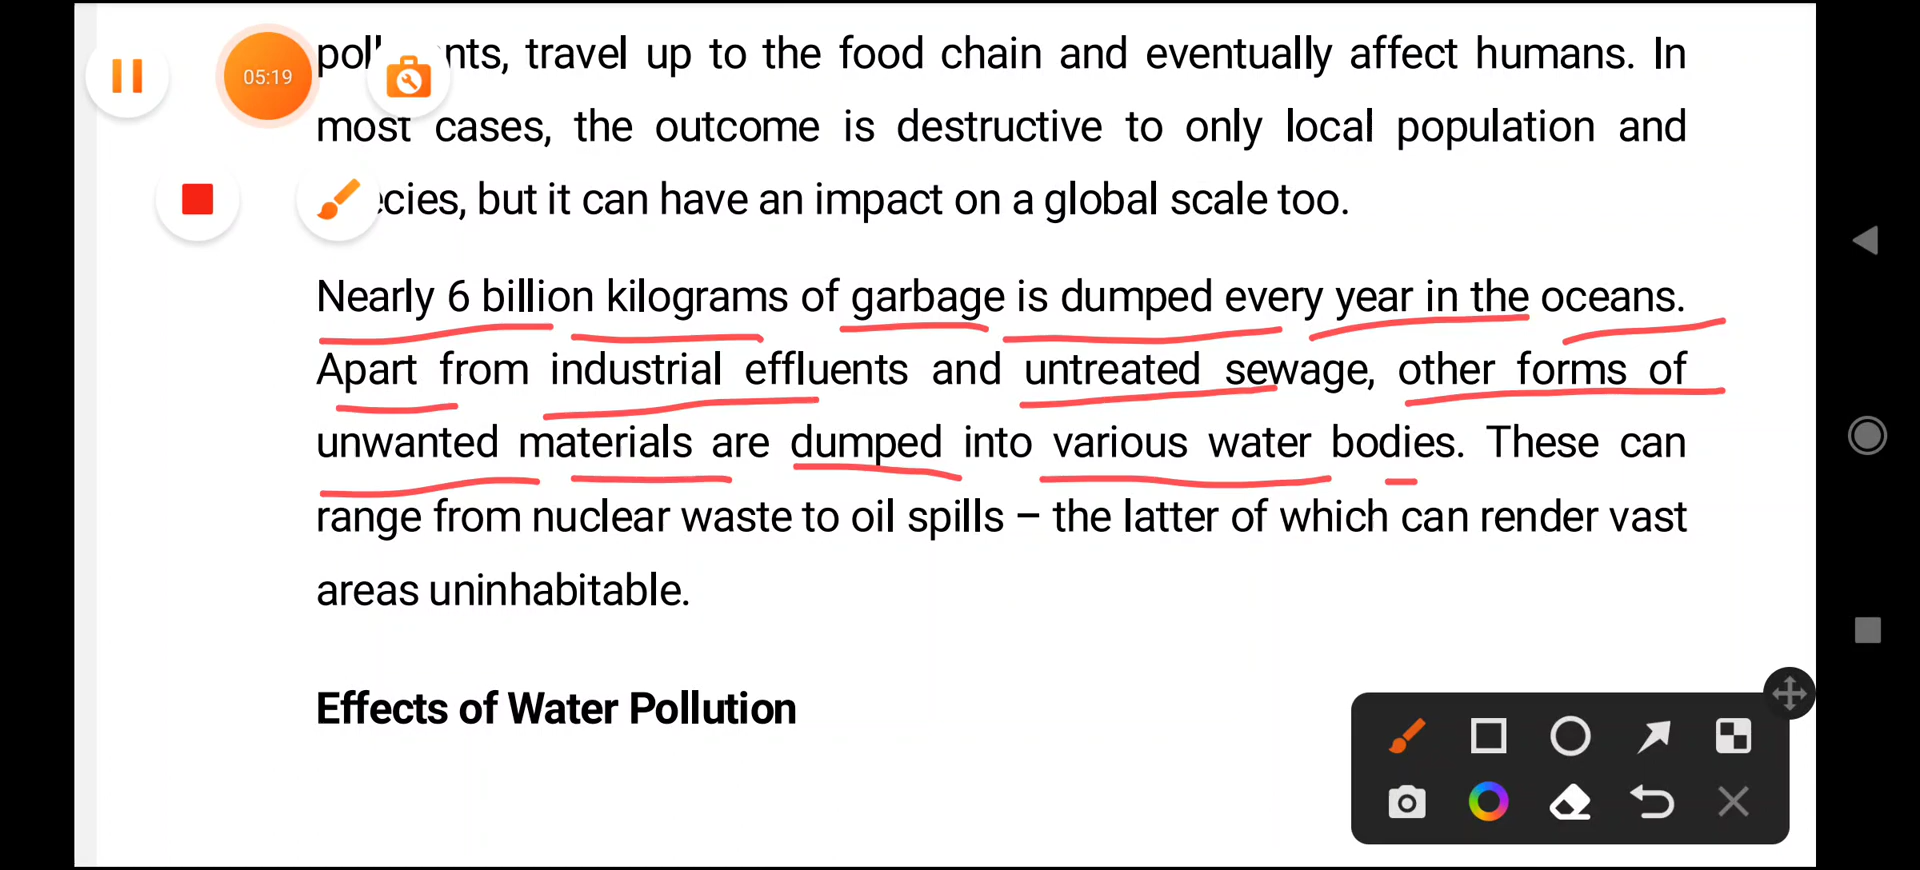 nts, travel up to the food chain and eventually affect humans. In
most cases, the outcome is destructive to only local population and
ecies, but it can have an impact on a global scale too.
Nearly 6 billion kilograms of garbage is dumped every year in the oceans.
Apart from industrial effluents and untreated sewage, other forms of
unwanted materials are dumped into various water bodies. These can
range from nuclear waste to oil spills – the latter of which can render vast
areas uninhabitable.
Effects of Water Pollution
05:19